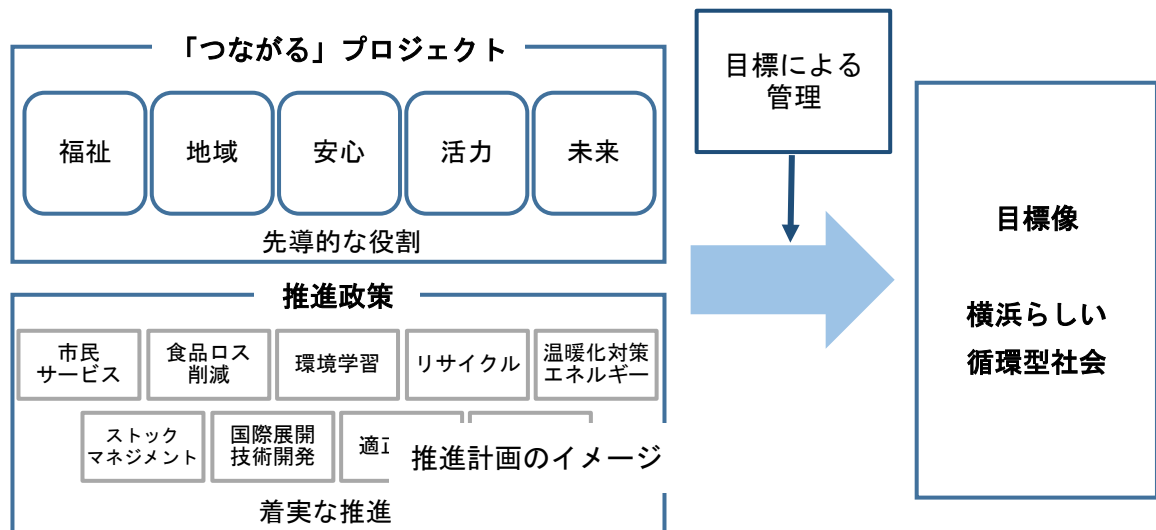 「つながる」プロジェクト
福祉
地域
安心
活力
未来
先導的な役割
推進政策
市民
サービス
食品ロス
削減
環境学習
リサイクル
温暖化対策
エネルギー
ストック
マネジメント
国際展開
技術開発
適
推進計画のイメージ
着実な推進
目標による
管理
目標像
横浜らしい
循環型社会